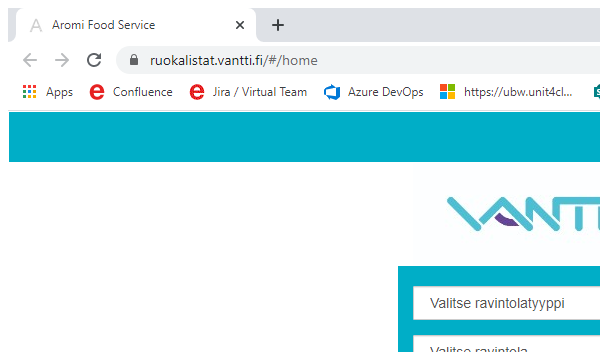 A Aromi Food Service
ruokalistat.vantti.fi/#/home
Apps Confluence Jira / Virtual Team Azure DevOps https://ubw.unit4cl...
VANTTI
Valitse ravintolatyyppi
Valitse ravintola